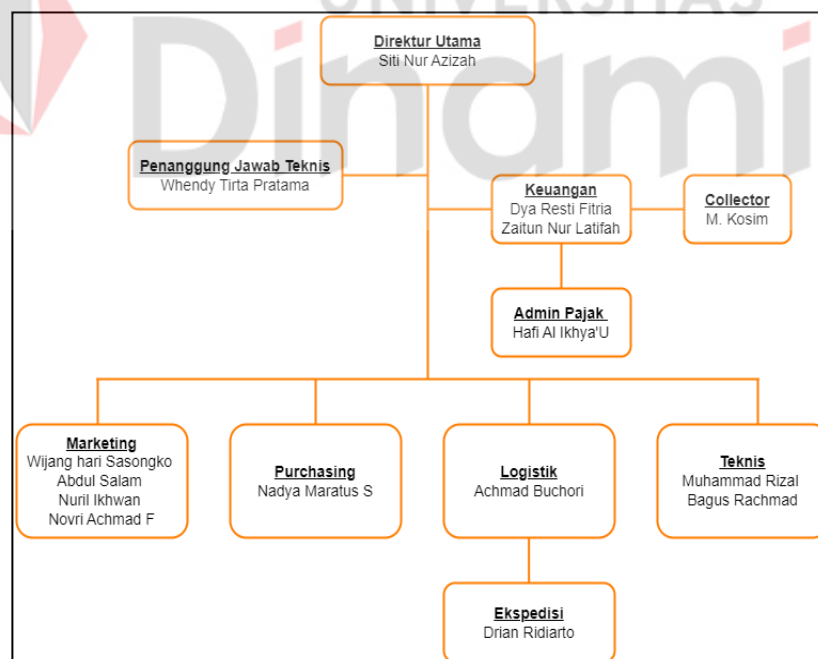 UNIVERSITAS
Dinami
Direktur Utama
Siti Nur Azizah
Penanggung Jawab Teknis
Whendy Tirta Pratama
Keuangan
Dya Resti Fitria
Zaitun Nur Latifah
Collector
M. Kosim
Admin Pajak
Hafi Al Ikhya'U
Marketing
Wijang hari Sasongko
Abdul Salam
Nuril Ikhwan
Novri Achmad F
Purchasing
Nadya Maratus S
Logistik
Achmad Buchori
Teknis
Muhammad Rizal
Bagus Rachmad
Ekspedisi
Drian Ridiarto